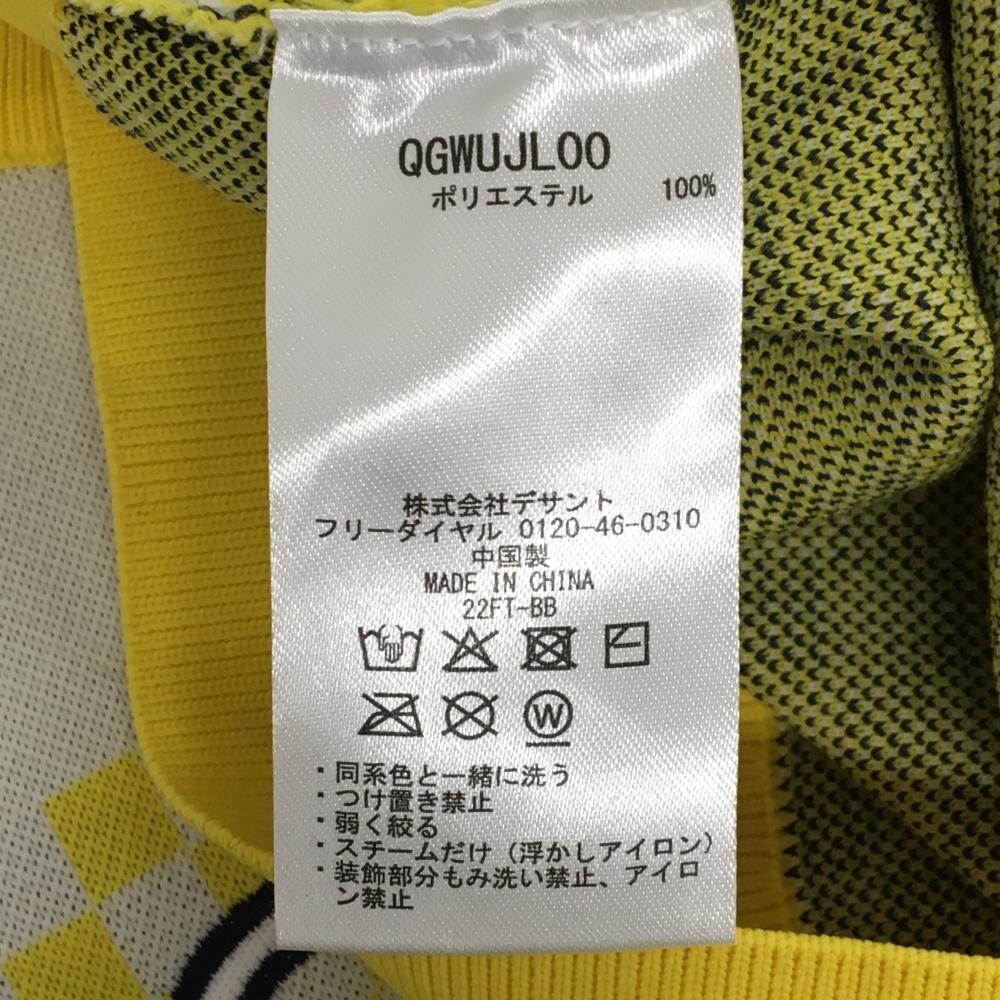 QGWUJL00
ポリエステル 100%
株式会社デサント
フリーダイヤル 0120-46-0310
中国製
MADE IN CHINA
22FT-BB
W
・同系色と一緒に洗う
・つけ置き禁止
・弱く絞る
・スチームだけ（浮かしアイロン）
・装飾部分もみ洗い禁止、アイロ
ン禁止